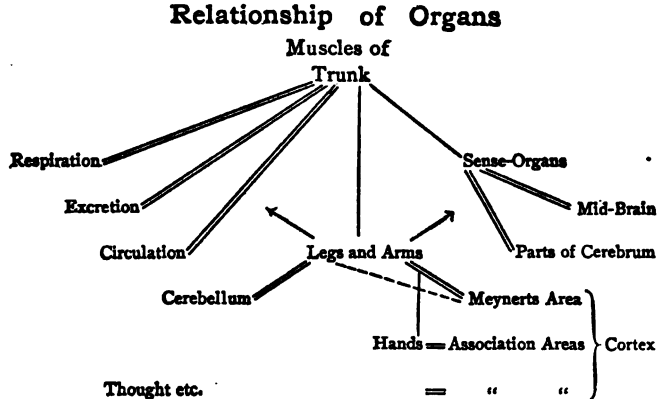 Relationship of Organs
Muscles of
Trunk
Respiration
Sense-Organs
Excretion
Mid-Brain
Circulation
Legs and Arms
Parts of Cerebrum
Cerebellum
Meynerts Area
Hands = Association Areas
Cortex
Thought etc. = “ “